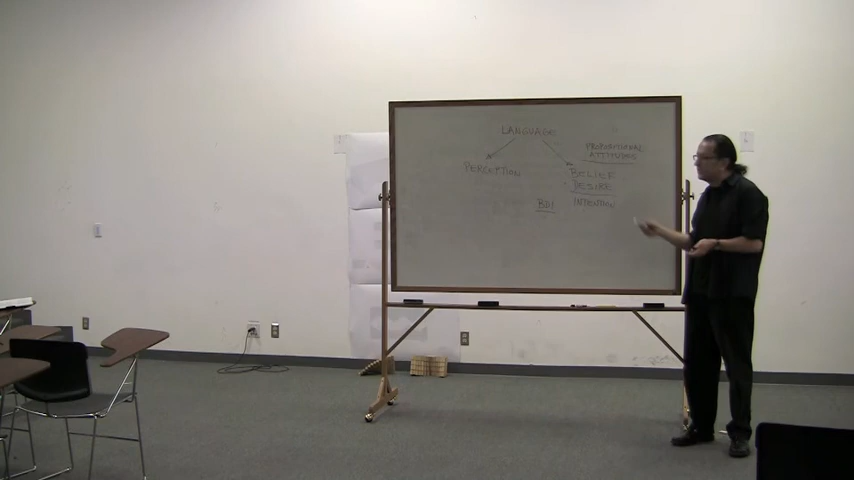 LANGUAGE
PROPOSITIONAL
ATTITUDES
PERCEPTION
BELIEF
DESIRE
BDI
INTENTION